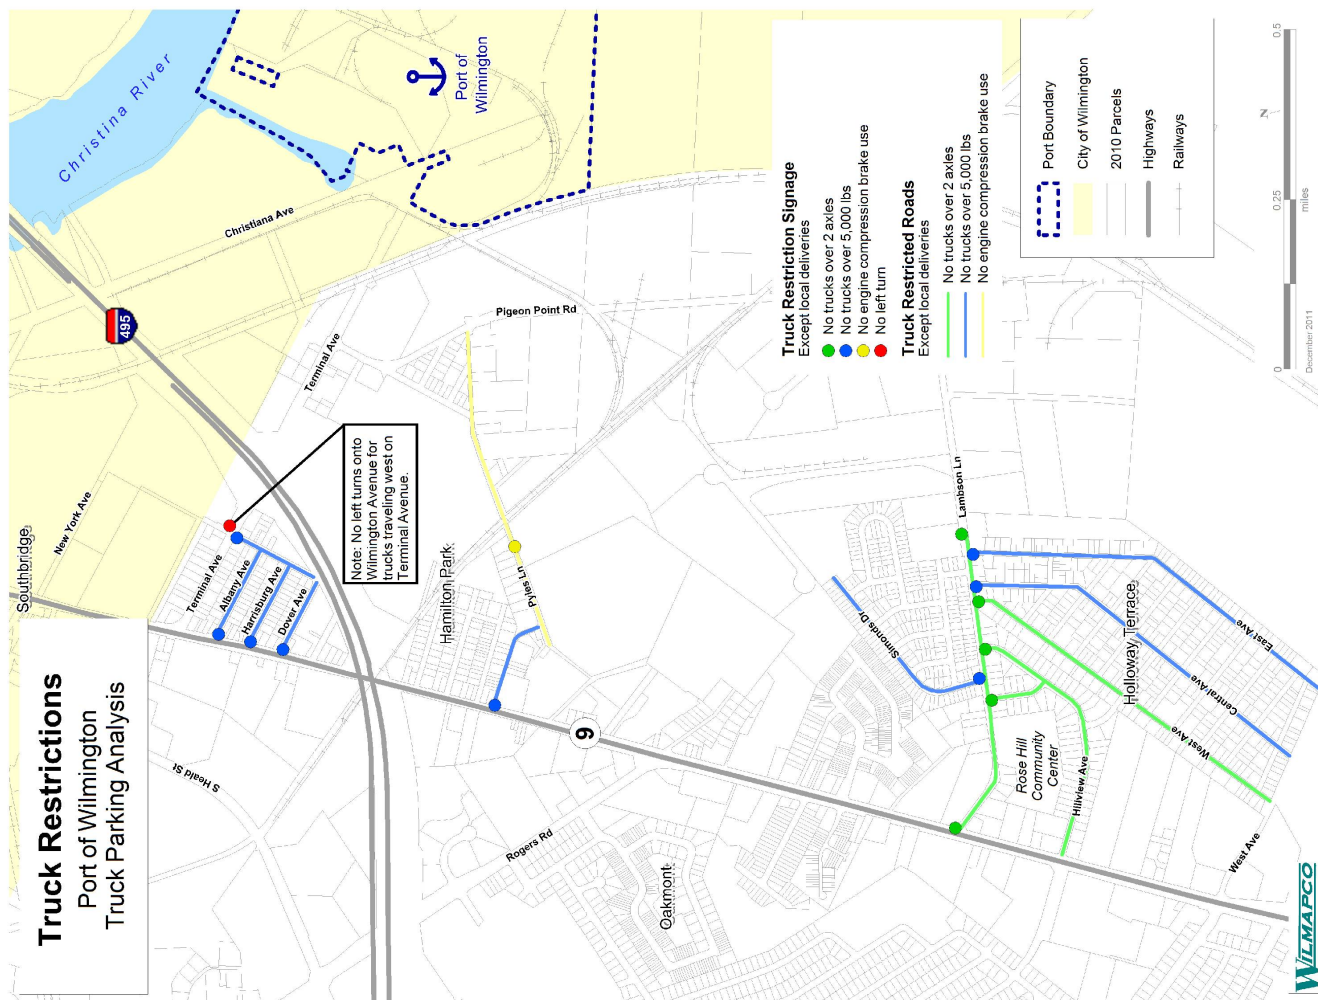 Truck Restrictions
Port of Wilmington
Truck Parking Analysis
Southbridge
New York Ave
Christina River
495
Christiana Ave
Port of
Wilmington
Terminal Ave
Pigeon Point Rd
Terminal Ave
Albany Ave
Harrisburg Ave
Dover Ave
Note: No left turns onto
Wilmington Avenue for
trucks traveling west on
Terminal Avenue.
Hamilton Park
Pyles Ln
S Heald St
9
Rogers Rd
Oakmont
Simonds Dr
Lambson Ln
Rose Hill
Community
Center
Hillview Ave
Holloway Terrace
East Ave
Central Ave
West Ave
West Ave
Truck Restriction Signage
Except local deliveries
No trucks over 2 axles
No trucks over 5,000 lbs
No engine compression brake use
No left turn
Truck Restricted Roads
Except local deliveries
No trucks over 2 axles
No trucks over 5,000 lbs
No engine compression brake use
Port Boundary
City of Wilmington
2010 Parcels
Highways
Railways
N
0 0.25 0.5
miles
December 2011
WILMAPCO